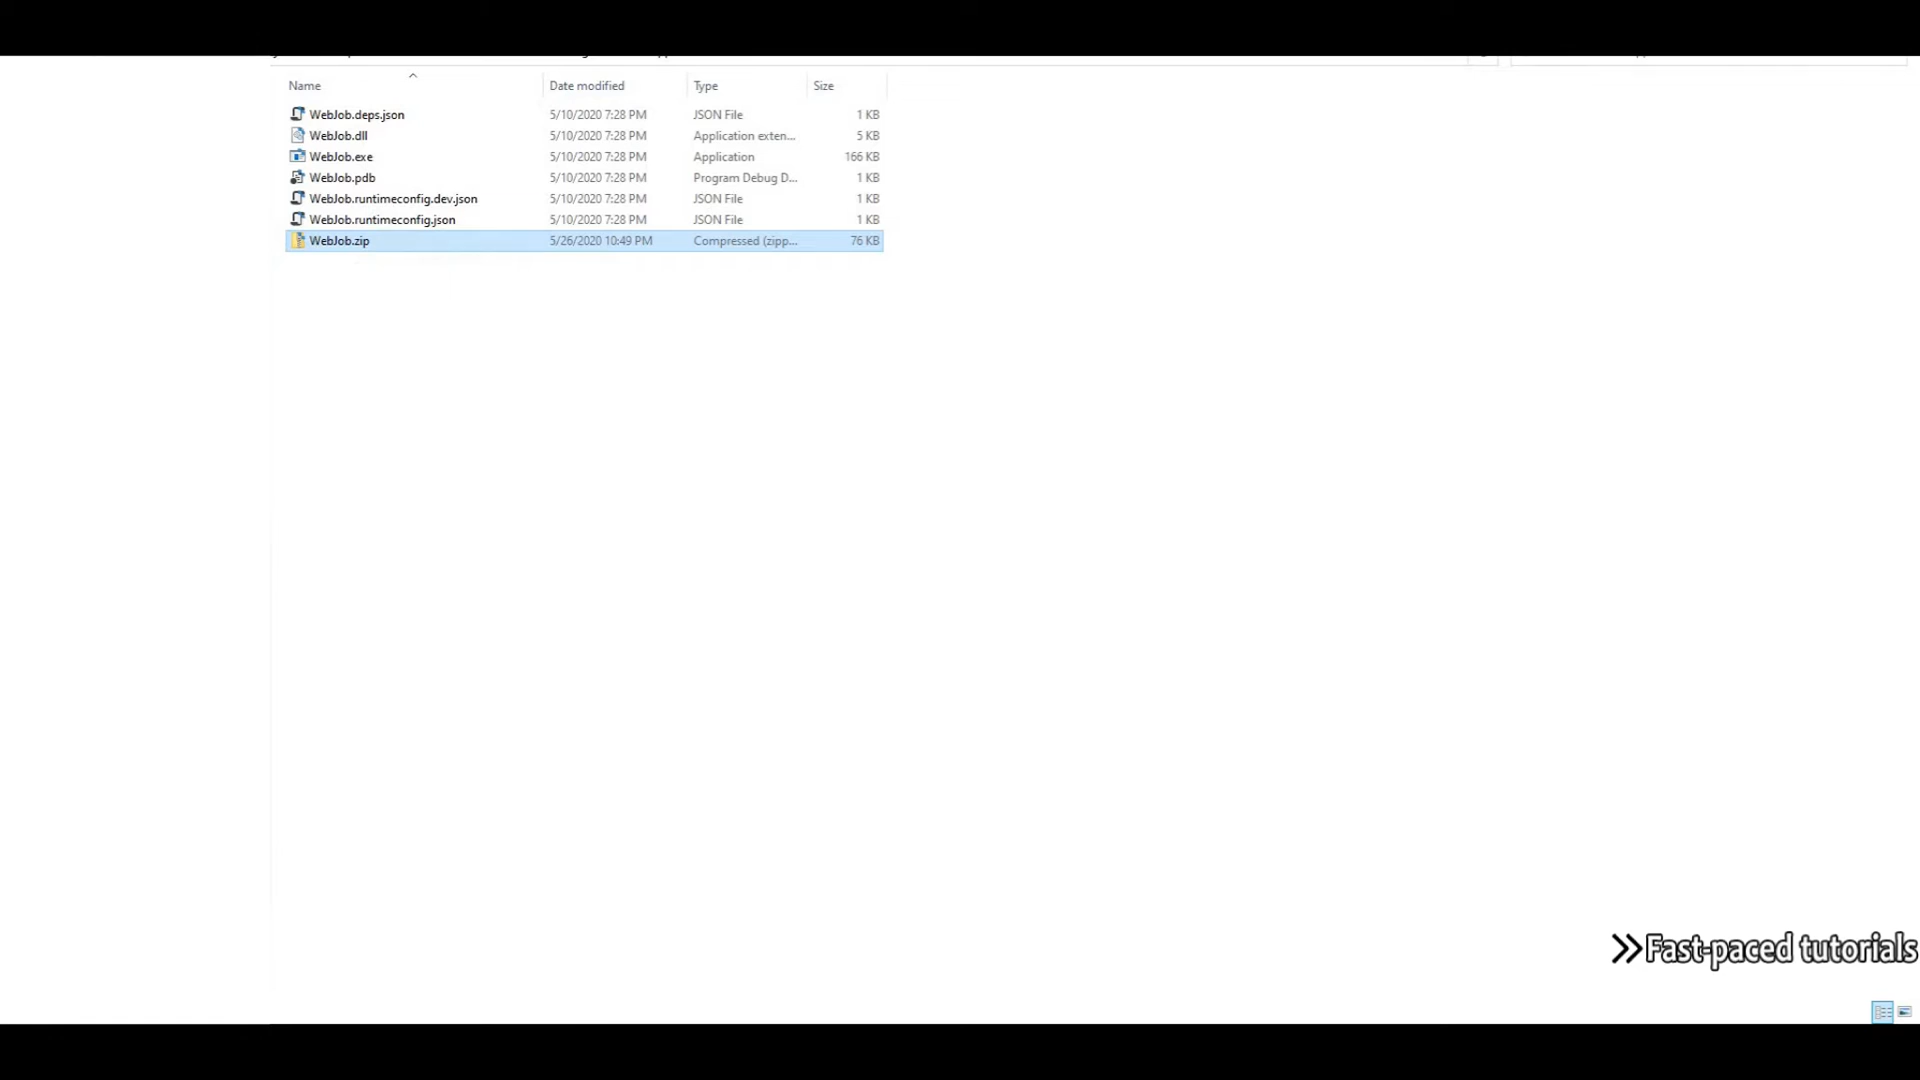 Name Date modified Type Size
WebJob.deps.json 5/10/2020 7:28 PM JSON File 1 KB
WebJob.dll 5/10/2020 7:28 PM Application exten... 5 KB
WebJob.exe 5/10/2020 7:28 PM Application 166 KB
WebJob.pdb 5/10/2020 7:28 PM Program Debug D... 1 KB
WebJob.runtimeconfig.dev.json 5/10/2020 7:28 PM JSON File 1 KB
WebJob.runtimeconfig.json 5/10/2020 7:28 PM JSON File 1 KB
WebJob.zip 5/26/2020 10:49 PM Compressed (zipp... 76 KB
Fast-paced tutorials